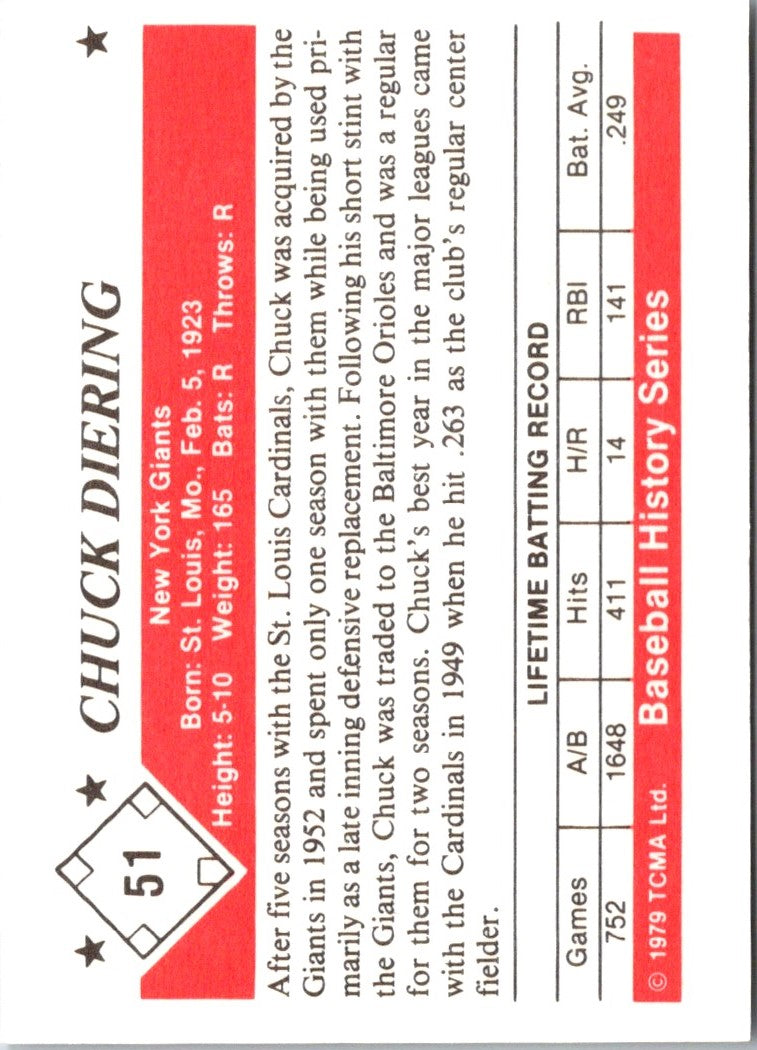 51
CHUCK DIERING
New York Giants
Born: St. Louis, Mo., Feb. 5, 1923
Height: 5-10 Weight: 165 Bats: R Throws: R
After five seasons with the St. Louis Cardinals, Chuck was acquired by the
Giants in 1952 and spent only one season with them while being used pri-
marily as a late inning defensive replacement. Following his short stint with
the Giants, Chuck was traded to the Baltimore Orioles and was a regular
for them for two seasons. Chuck's best year in the major leagues came
with the Cardinals in 1949 when he hit .263 as the club's regular center
fielder.
LIFETIME BATTING RECORD
Games A/B Hits H/R RBI Bat. Avg.
752 1648 411 14 141 .249
© 1979 TCMA Ltd. Baseball History Series